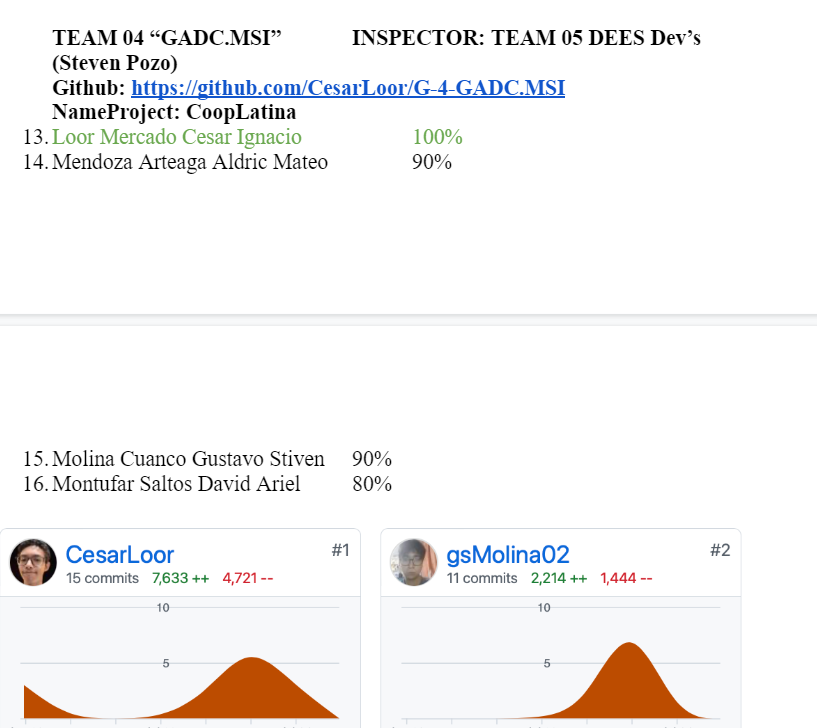 TEAM 04 “GADC.MSI” INSPECTOR: TEAM 05 DEES Dev’s
(Steven Pozo)
Github: https://github.com/CesarLoor/G-4-GADC.MSI
NameProject: CoopLatina
13. Loor Mercado Cesar Ignacio 100%
14. Mendoza Arteaga Aldric Mateo 90%
15. Molina Cuanco Gustavo Stiven 90%
16. Montufar Saltos David Ariel 80%
CesarLoor #1
15 commits 7,633 ++ 4,721 --
10
5
gsMolina02 #2
11 commits 2,214 ++ 1,444 --
10
5